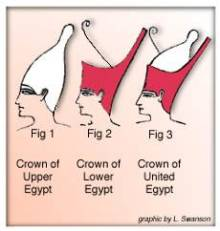 Fig 1 Fig 2 Fig 3
Crown of Upper Egypt
Crown of Lower Egypt
Crown of United Egypt
graphic by L. Swanson